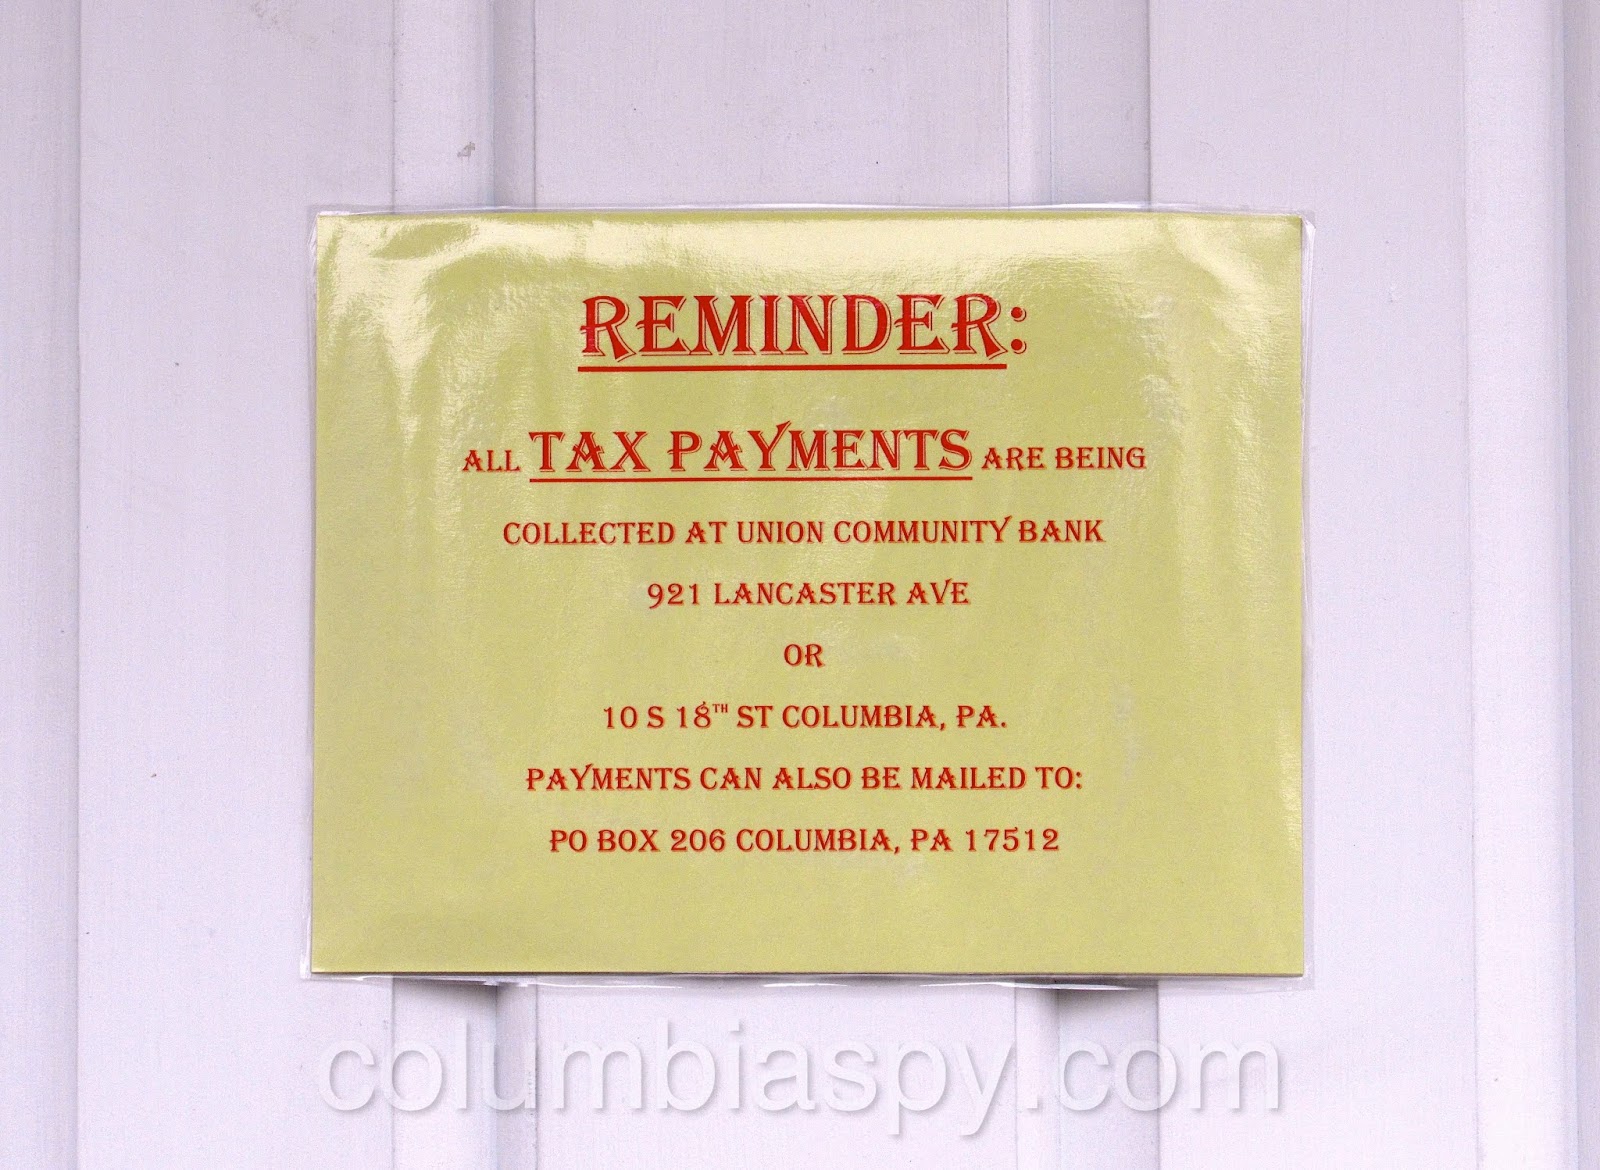 REMINDER:
ALL TAX PAYMENTS ARE BEING
COLLECTED AT UNION COMMUNITY BANK
921 LANCASTER AVE
OR
10 S 18TH ST COLUMBIA, PA.
PAYMENTS CAN ALSO BE MAILED TO:
PO BOX 206 COLUMBIA, PA 17512
columbiaspy.com